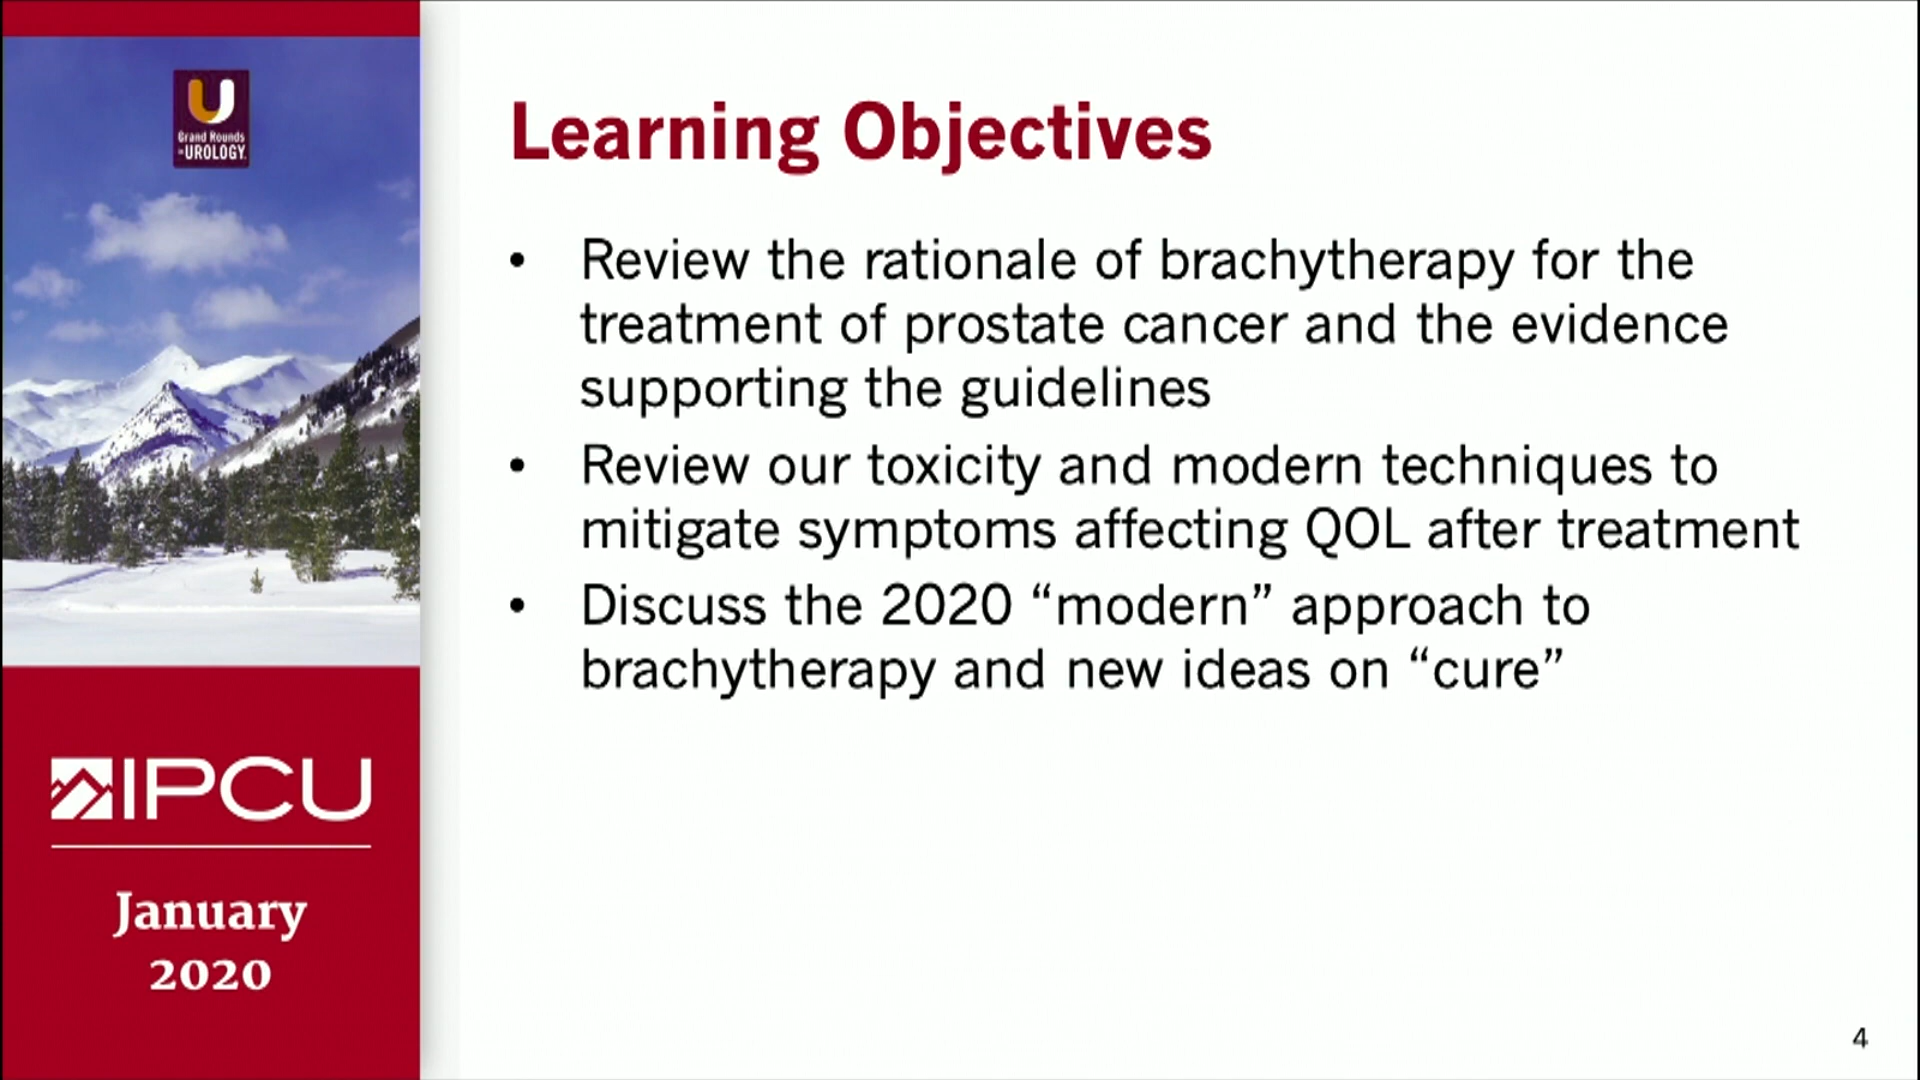 Grand Rounds
in UROLOGY
IPCU
January
2020
Learning Objectives
• Review the rationale of brachytherapy for the
treatment of prostate cancer and the evidence
supporting the guidelines
• Review our toxicity and modern techniques to
mitigate symptoms affecting QOL after treatment
• Discuss the 2020 “modern” approach to
brachytherapy and new ideas on “cure”
4